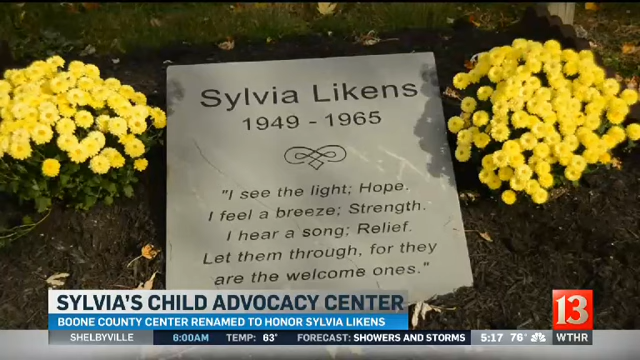 Sylvia Likens
1949 - 1965
"I see the light; Hope.
I feel a breeze; Strength.
I hear a song; Relief.
Let them through, for they
are the welcome ones."
SYLVIA'S CHILD ADVOCACY CENTER
BOONE COUNTY CENTER RENAMED TO HONOR SYLVIA LIKENS
13
SHELBYVILLE 6:00AM TEMP: 63° FORECAST: SHOWERS AND STORMS 5:17 76° WTHR